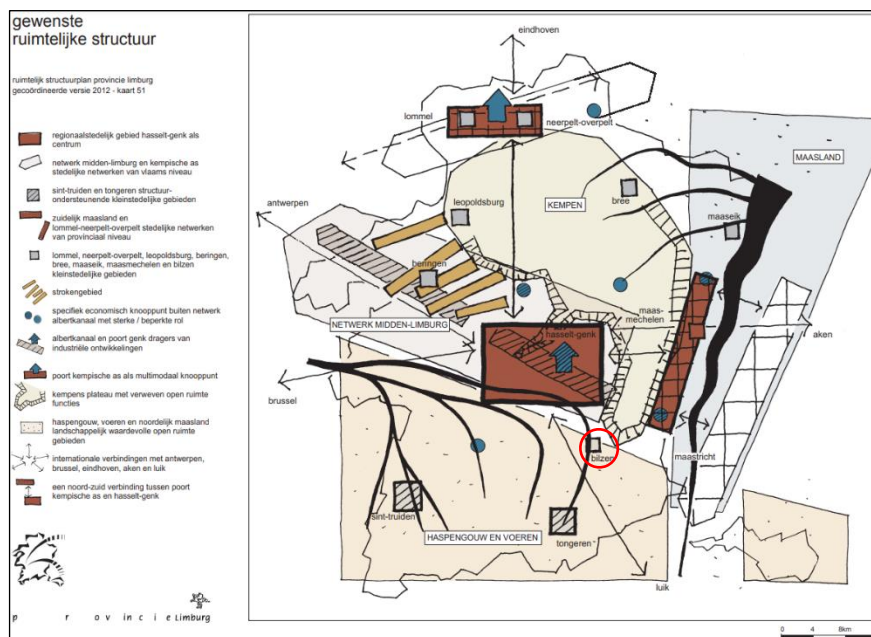 gewenste
ruimtelijke structuur
ruimtelijk structuurplan provincie limburg
gecoördineerde versie 2012 - kaart 51
regionaalstedelijk gebied hasselt-genk als
centrum
netwerk midden-limburg en kempische as
stedelijke netwerken van vlaams niveau
sint-truiden en tongeren structuur-
ondersteunende kleinstedelijke gebieden
zuidelijk maasland en
lommel-neerpelt-overpelt stedelijke netwerken
van provinciaal niveau
lommel, neerpelt-overpelt, leopoldsburg, beringen,
bree, maaseik, maasmechelen en bilzen
kleinstedelijke gebieden
strokengebied
specifiek economisch knooppunt buiten netwerk
albertkanaal met sterke / beperkte rol
albertkanaal en poort genk dragers van
industriële ontwikkelingen
poort kempische as als multimodaal knooppunt
kempens plateau met verweven open ruimte
functies
haspengouw, voeren en noordelijk maasland
landschappelijk waardevolle open ruimte
gebieden
internationale verbindingen met antwerpen,
brussel, eindhoven, aken en luik
een noord-zuid verbinding tussen poort
kempische as en hasselt-genk
provincie Limburg
eindhoven
lommel
neerpelt-overpelt
MAASLAND
antwerpen
leopoldsburg
KEMPEN
bree
maaseik
beringen
NETWERK MIDDEN-LIMBURG
maas-
mechelen
hasselt-genk
aken
brussel
bilzen
maastricht
sint-truiden
HASPENGOUW EN VOEREN
tongeren
luik
0 4 8km